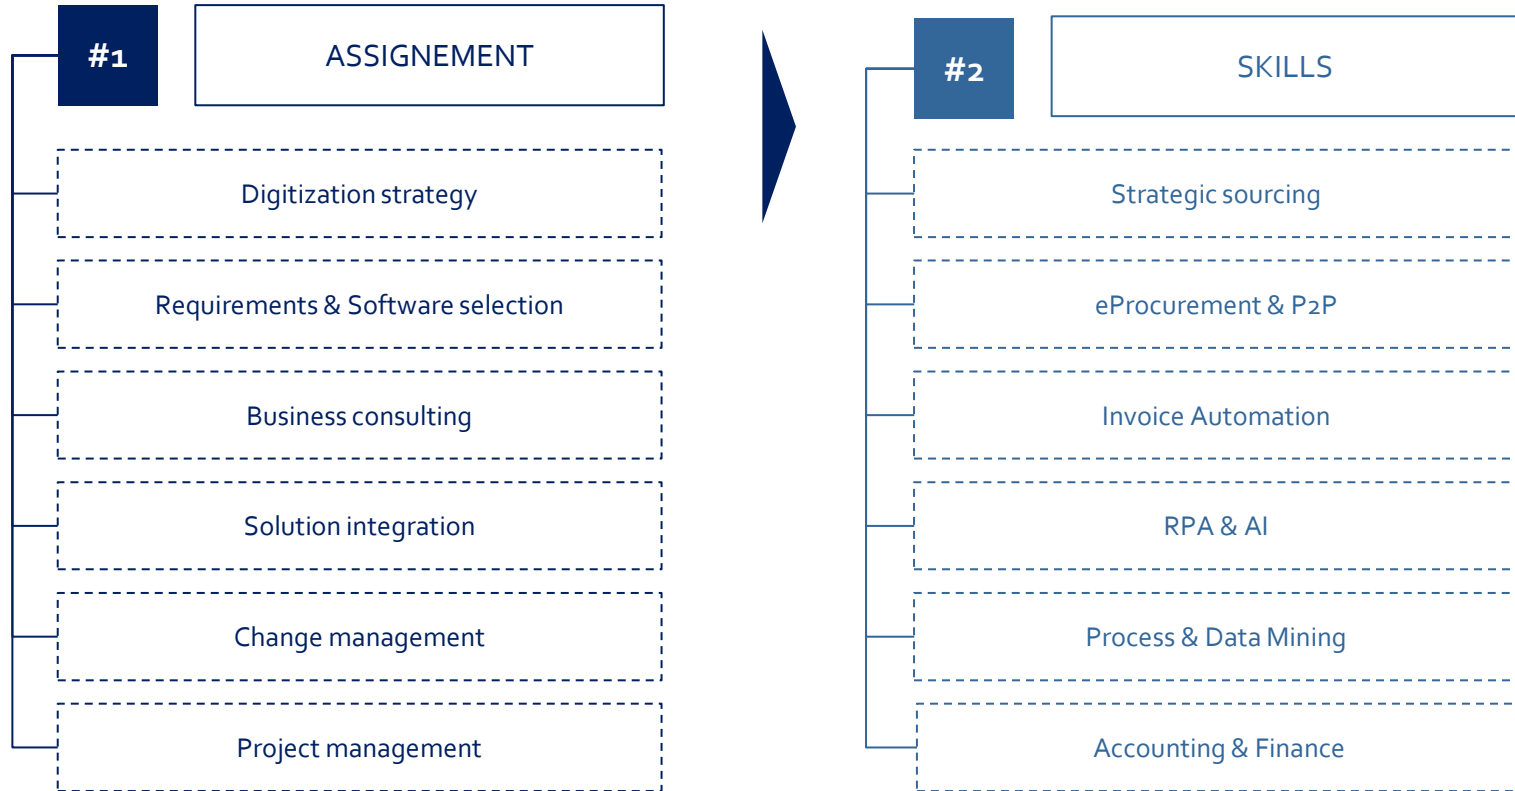 #1
ASSIGNEMENT
Digitization strategy
Requirements & Software selection
Business consulting
Solution integration
Change management
Project management
#2
SKILLS
Strategic sourcing
eProcurement & P2P
Invoice Automation
RPA & AI
Process & Data Mining
Accounting & Finance